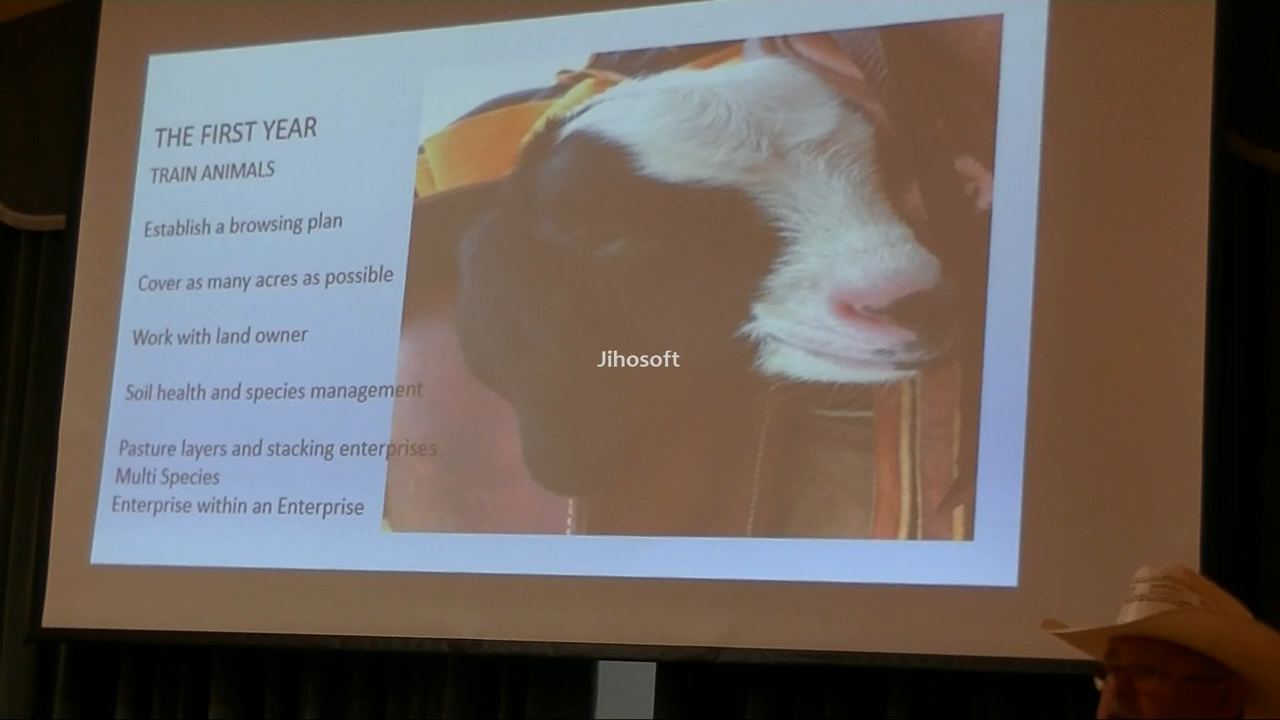 THE FIRST YEAR
TRAIN ANIMALS
Establish a browsing plan
Cover as many acres as possible
Work with land owner
Soil health and species management
Pasture layers and stacking enterprises
Multi Species
Enterprise within an Enterprise
Jihosoft